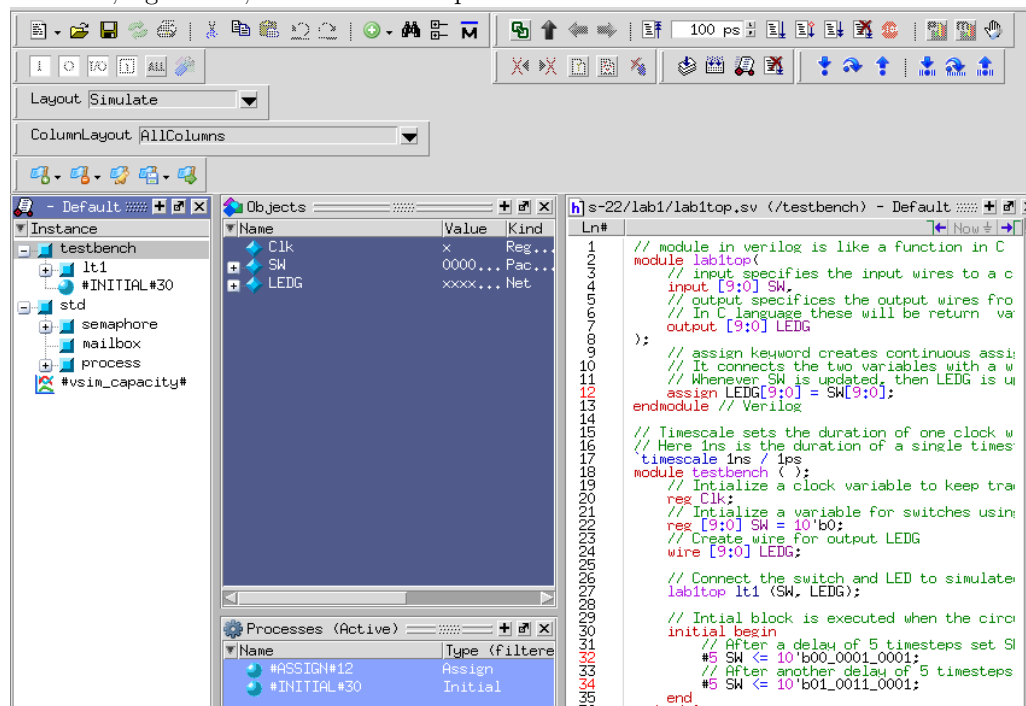 100 ps
I O I/O ALL
Layout Simulate
ColumnLayout AllColumns
- Default
Instance
testbench
lt1
#INITIAL#30
std
semaphore
mailbox
process
#vsim_capacity#
Objects
Name Value Kind
Clk x Reg...
SW 0000... Pac...
LEDG xxxx... Net
Processes (Active)
Name Type (filtere
#ASSIGN#12 Assign
#INITIAL#30 Initial
s-22/lab1/lab1top.sv (/testbench) - Default
Ln# Now
1 // module in verilog is like a function in C
2 module lab1top(
3 // input specifies the input wires to a c
4 input [9:0] SW,
5 // output specifices the output wires fro
6 // In C language these will be return va
7 output [9:0] LEDG
8 );
9 // assign keyword creates continuous assi
10 // It connects the two variables with a w
11 // Whenever SW is updated, then LEDG is u
12 assign LEDG[9:0] = SW[9:0];
13 endmodule // Verilog
14
15 // Timescale sets the duration of one clock w
16 // Here 1ns is the duration of a single times
17 `timescale 1ns / 1ps
18 module testbench ( );
19 // Intialize a clock variable to keep tra
20 reg Clk;
21 // Intialize a variable for switches usin
22 reg [9:0] SW = 10'b0;
23 // Create wire for output LEDG
24 wire [9:0] LEDG;
25
26 // Connect the switch and LED to simulate
27 lab1top lt1 (SW, LEDG);
28
29 // Intial block is executed when the circ
30 initial begin
31 // After a delay of 5 timesteps set S
32 #5 SW <= 10'b00_0001_0001;
33 // After another delay of 5 timesteps
34 #5 SW <= 10'b01_0011_0001;
35 end